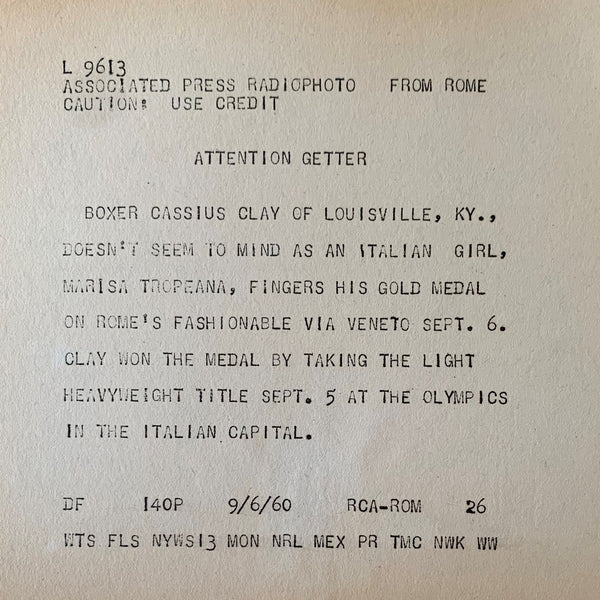 L 9613
ASSOCIATED PRESS RADIOPHOTO FROM ROME
CAUTION: USE CREDIT
ATTENTION GETTER
BOXER CASSIUS CLAY OF LOUISVILLE, KY.,
DOESN'T SEEM TO MIND AS AN ITALIAN GIRL,
MARISA TROPEANA, FINGERS HIS GOLD MEDAL
ON ROME'S FASHIONABLE VIA VENETO SEPT. 6.
CLAY WON THE MEDAL BY TAKING THE LIGHT
HEAVYWEIGHT TITLE SEPT. 5 AT THE OLYMPICS
IN THE ITALIAN CAPITAL.
DF 140P 9/6/60 RCA-ROM 26
WTS FLS NYWS13 MON NRL MEX PR TMC NWK WW